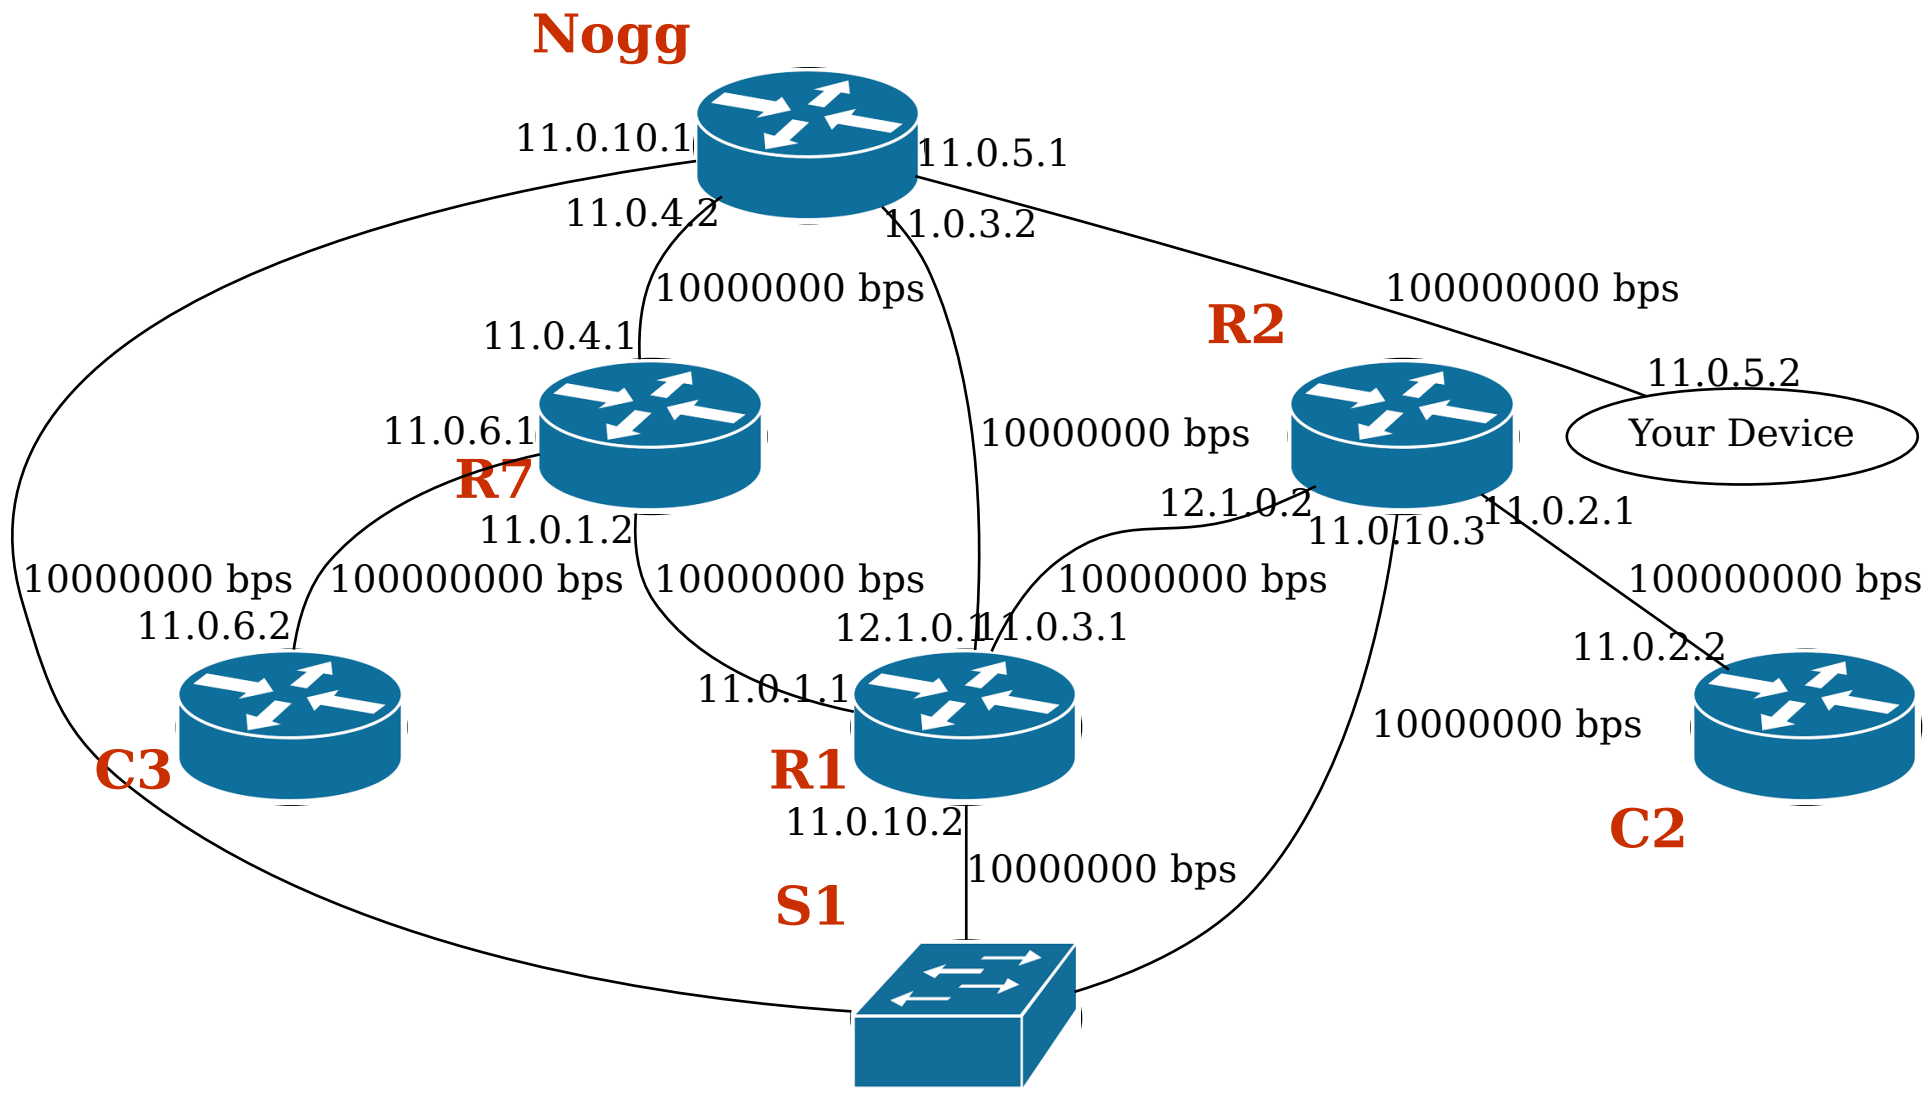 Nogg
11.0.10.1
11.0.5.1
11.0.4.2
11.0.3.2
10000000 bps
100000000 bps
R2
11.0.4.1
11.0.5.2
11.0.6.1
10000000 bps
Your Device
R7
12.1.0.2
11.0.2.1
11.0.1.2
11.0.10.3
10000000 bps
100000000 bps
10000000 bps
10000000 bps
100000000 bps
11.0.6.2
12.1.0.1
11.0.3.1
11.0.2.2
11.0.1.1
10000000 bps
C3
R1
11.0.10.2
C2
10000000 bps
S1